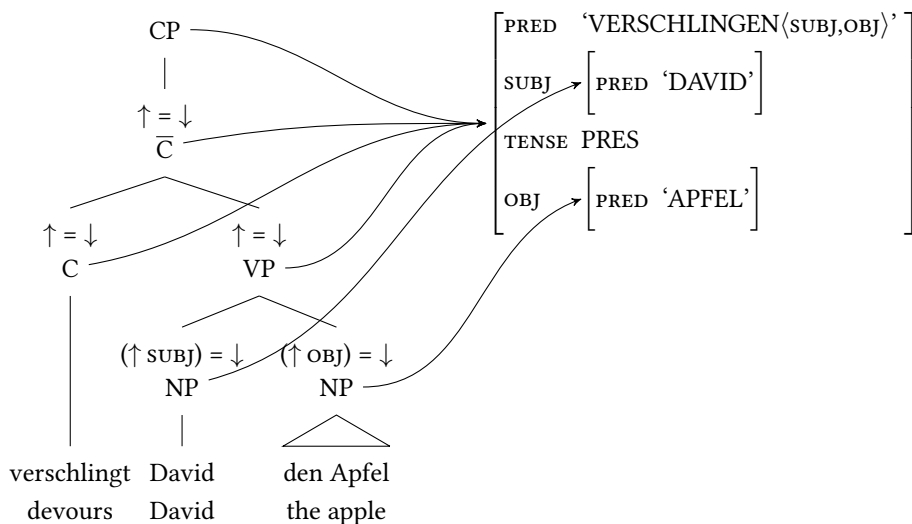 CP
↑ = ↓
C̅
↑ = ↓ ↑ = ↓
C VP
(↑ SUBJ) = ↓ (↑ OBJ) = ↓
NP NP
verschlingt David den Apfel
devours David the apple
PRED ‘VERSCHLINGEN⟨SUBJ,OBJ⟩’
SUBJ [PRED ‘DAVID’]
TENSE PRES
OBJ [PRED ‘APFEL’]